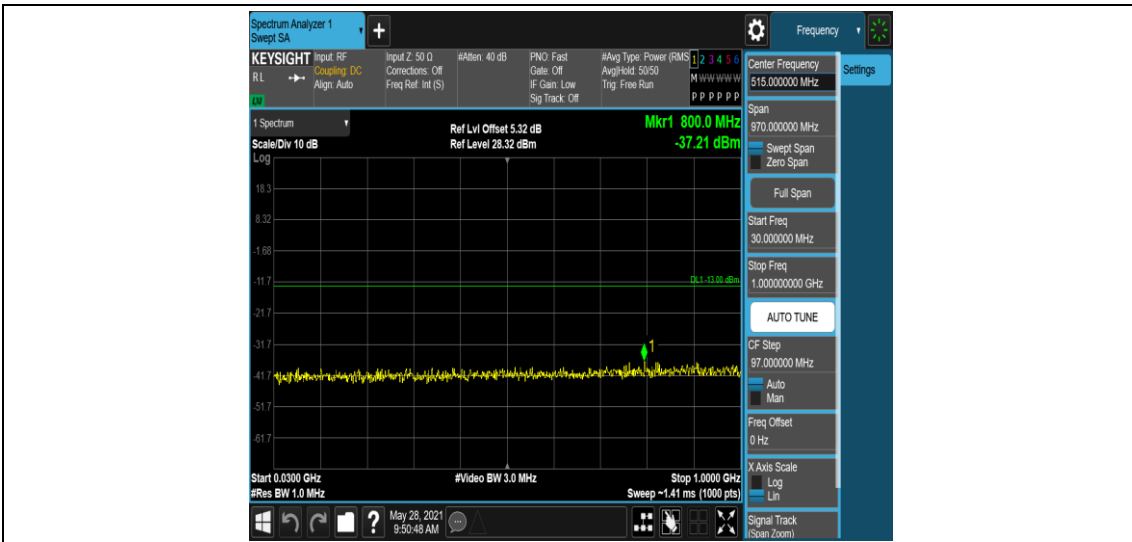 Spectrum Analyzer 1
Swept SA
+
Frequency
KEYSIGHT
RL
LXI
Input: RF
Coupling: DC
Align: Auto
Input Z: 50 Ω
Corrections: Off
Freq Ref: Int (S)
#Atten: 40 dB
PNO: Fast
Gate: Off
IF Gain: Low
Sig Track: Off
#Avg Type: Power (RMS
Avg|Hold: 50/50
Trig: Free Run
1 2 3 4 5 6
M W W W W W
P P P P P P
1 Spectrum
Scale/Div 10 dB
Log
Ref Lvl Offset 5.32 dB
Ref Level 28.32 dBm
Mkr1 800.0 MHz
-37.21 dBm
18.3
8.32
-1.68
-11.7
-21.7
-31.7
-41.7
-51.7
-61.7
DL1 -13.00 dBm
1
Start 0.0300 GHz
#Res BW 1.0 MHz
#Video BW 3.0 MHz
Stop 1.0000 GHz
Sweep ~1.41 ms (1000 pts)
?
May 28, 2021
9:50:48 AM
Center Frequency
515.000000 MHz
Settings
Span
970.000000 MHz
Swept Span
Zero Span
Full Span
Start Freq
30.000000 MHz
Stop Freq
1.000000000 GHz
AUTO TUNE
CF Step
97.000000 MHz
Auto
Man
Freq Offset
0 Hz
X Axis Scale
Log
Lin
Signal Track
(Span Zoom)